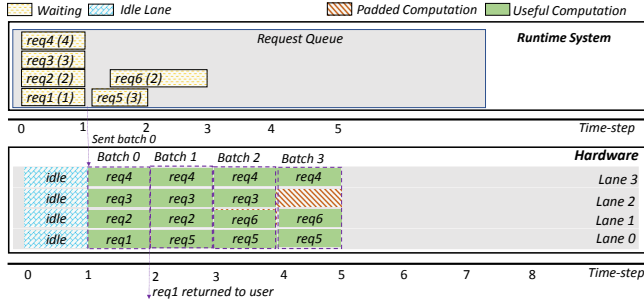 Waiting Idle Lane Padded Computation Useful Computation
Request Queue Runtime System
req4 (4)
req3 (3)
req2 (2) req6 (2)
req1 (1) req5 (3)
0 1 2 3 4 5 Time-step
Sent batch 0
Batch 0 Batch 1 Batch 2 Batch 3 Hardware
idle req4 req4 req4 req4 Lane 3
idle req3 req3 req3 Lane 2
idle req2 req2 req6 req6 Lane 1
idle req1 req5 req5 req5 Lane 0
0 1 2 3 4 5 6 7 8 Time-step
req1 returned to user